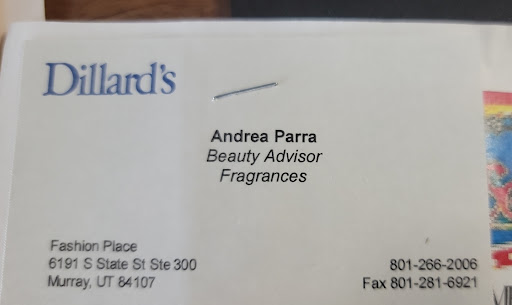 Dillard's
Andrea Parra
Beauty Advisor
Fragrances
Fashion Place
6191 S State St Ste 300
Murray, UT 84107
801-266-2006
Fax 801-281-6921